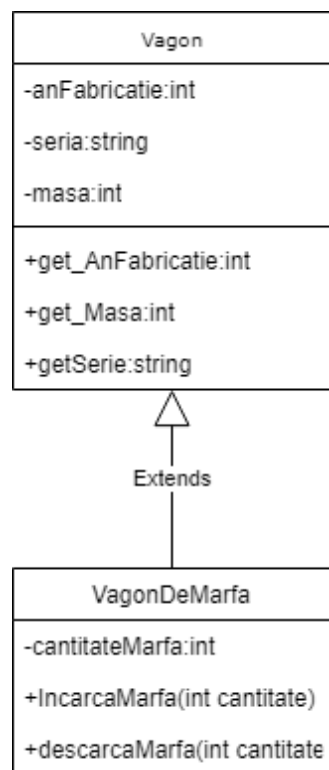 Vagon
-anFabricatie:int
-seria:string
-masa:int
+get_AnFabricatie:int
+get_Masa:int
+getSerie:string
Extends
VagonDeMarfa
-cantitateMarfa:int
+IncarcaMarfa(int cantitate)
+descarcaMarfa(int cantitate